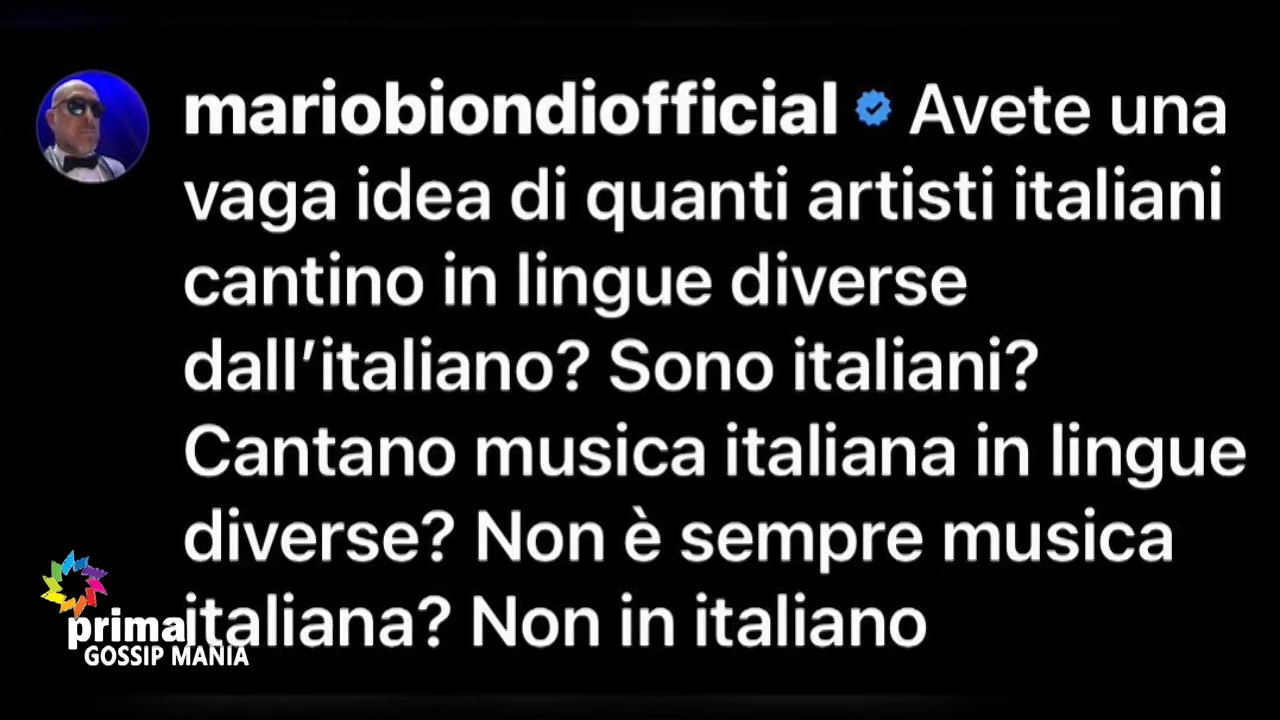 mariobiondiofficial Avete una
vaga idea di quanti artisti italiani
cantino in lingue diverse
dall'italiano? Sono italiani?
Cantano musica italiana in lingue
diverse? Non è sempre musica
italiana? Non in italiano
prima
GOSSIP MANIA